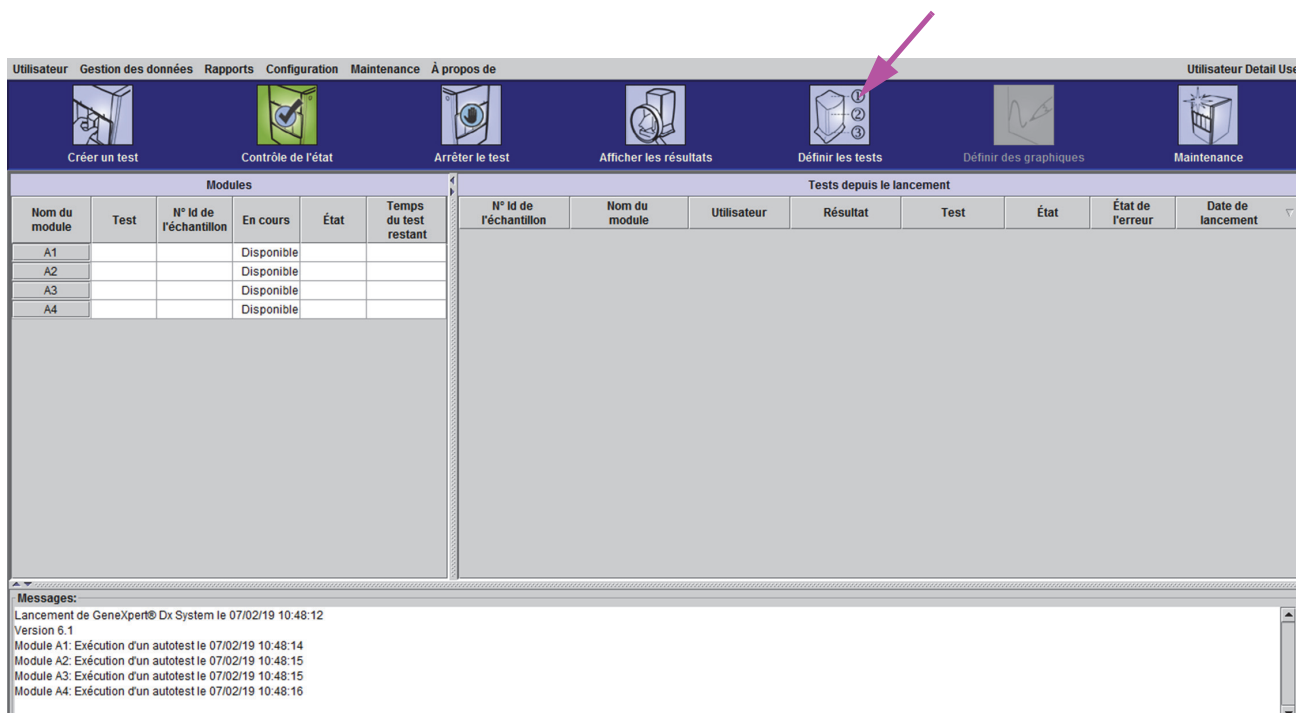 Utilisateur Gestion des données Rapports Configuration Maintenance À propos de Utilisateur Detail Use
① ② ③
Créer un test Contrôle de l'état Arrêter le test Afficher les résultats Définir les tests Définir des graphiques Maintenance
Modules
Nom du module Test N° Id de l'échantillon En cours État Temps du test restant
A1 Disponible
A2 Disponible
A3 Disponible
A4 Disponible
Tests depuis le lancement
N° Id de l'échantillon Nom du module Utilisateur Résultat Test État État de l'erreur Date de lancement
Messages:
Lancement de GeneXpert® Dx System le 07/02/19 10:48:12
Version 6.1
Module A1: Exécution d'un autotest le 07/02/19 10:48:14
Module A2: Exécution d'un autotest le 07/02/19 10:48:15
Module A3: Exécution d'un autotest le 07/02/19 10:48:15
Module A4: Exécution d'un autotest le 07/02/19 10:48:16